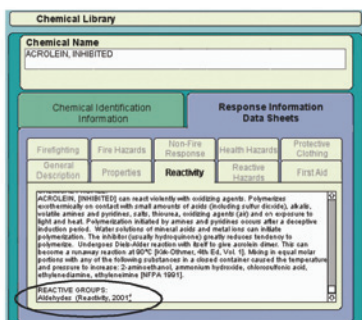 Chemical Library
Chemical Name
ACROLEIN, INHIBITED
Chemical Identification
Information
Response Information
Data Sheets
Firefighting
Fire Hazards
Non-Fire
Response
Health Hazards
Protective
Clothing
General
Description
Properties
Reactivity
Reactive
Hazards
First Aid
ACROLEIN, [INHIBITED] can react violently with oxidizing agents. Polymerizes
exothermically on contact with small amounts of acids (including sulfur dioxide), alkalis,
volatile amines and pyridines, salts, thiourea, oxidizing agents (air) and on exposure to
light and heat. Polymerization initiated by amines and pyridines occurs after a deceptive
induction period. Water solutions of mineral acids and metal ions can initiate
polymerization. The inhibitor (usually hydroquinone) greatly reduces tendency to
polymerize. Undergoes Diels-Alder reaction with itself to give acrolein dimer. This can
become a runaway reaction at 90°C [Kirk-Othmer, 4th Ed, Vol. 1]. Mixing in equal molar
portions with any of the following substances in a closed container caused the temperature
and pressure to increase: 2-aminoethanol, ammonium hydroxide, chlorosulfonic acid,
ethylenediamine, ethyleneimine [NFPA 1991].
REACTIVE GROUPS:
Aldehydes (Reactivity, 2001)